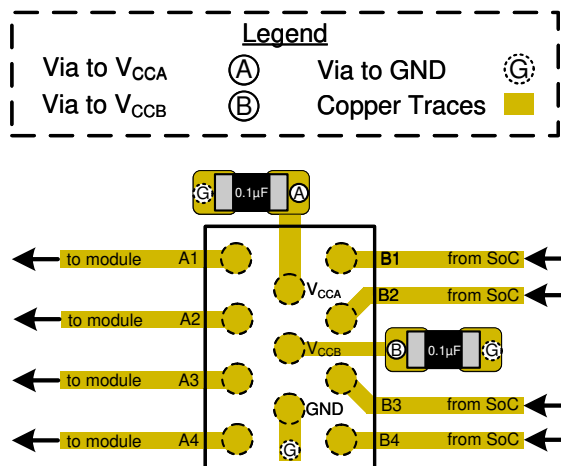 Legend
Via to VCCA A Via to GND G
Via to VCCB B Copper Traces
G 0.1µF A
to module A1 B1 from SoC
VCCA
B2 from SoC
to module A2
VCCB B 0.1µF G
to module A3
GND B3 from SoC
to module A4 B4 from SoC
G